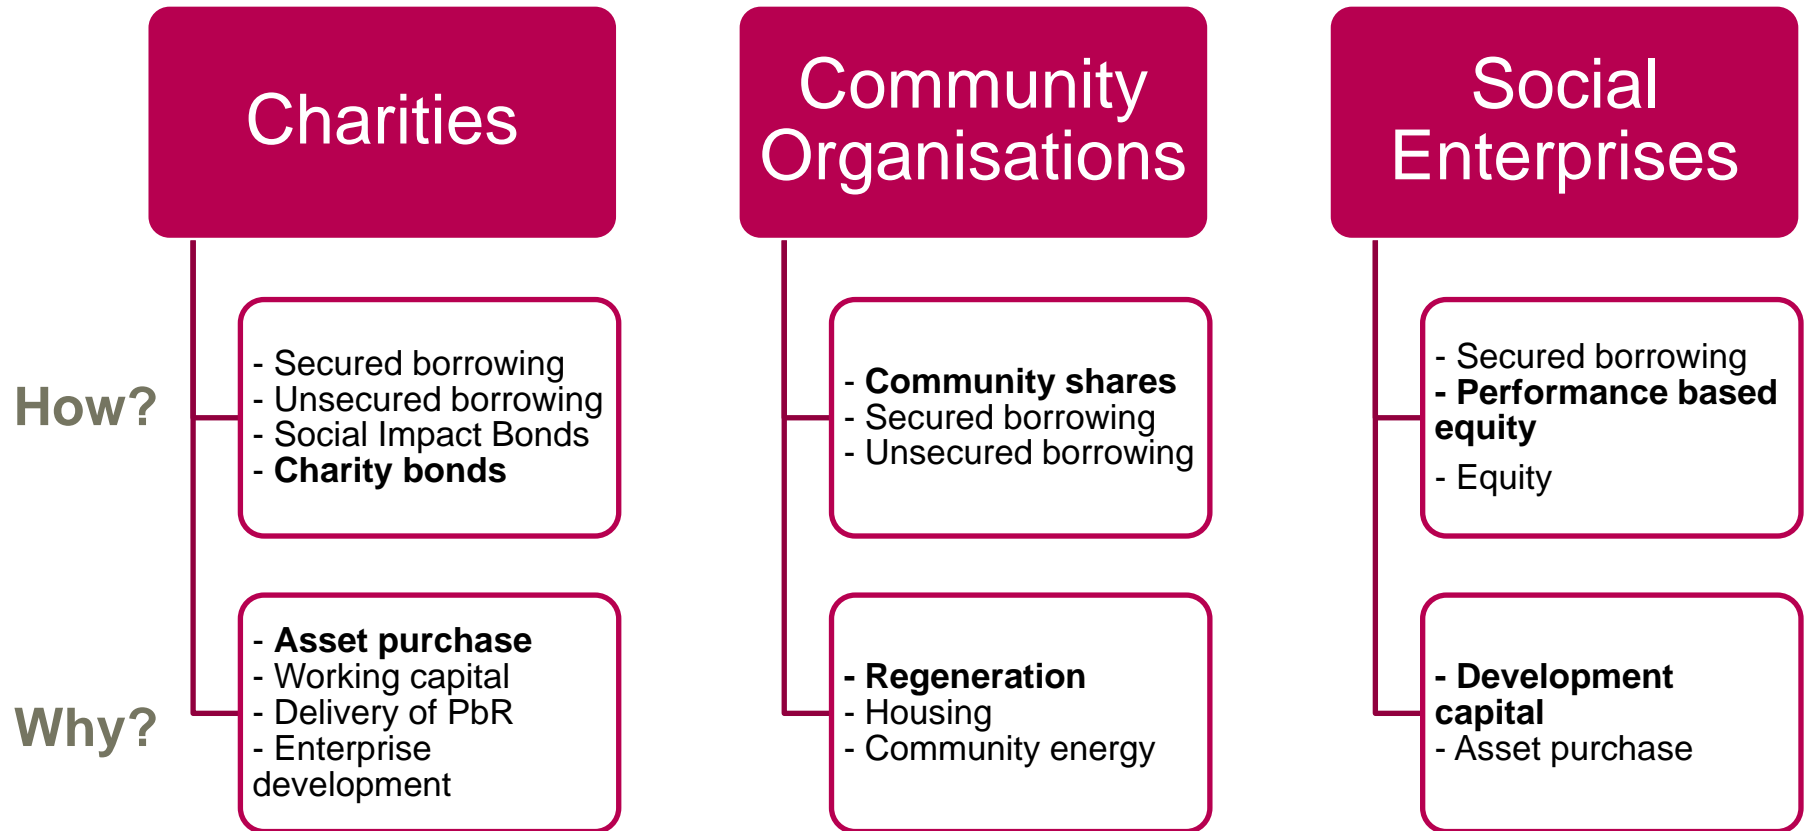 Charities
Community
Organisations
Social
Enterprises
How?
- Secured borrowing
- Unsecured borrowing
- Social Impact Bonds
- Charity bonds
- Community shares
- Secured borrowing
- Unsecured borrowing
- Secured borrowing
- Performance based
equity
- Equity
Why?
- Asset purchase
- Working capital
- Delivery of PbR
- Enterprise
development
- Regeneration
- Housing
- Community energy
- Development
capital
- Asset purchase